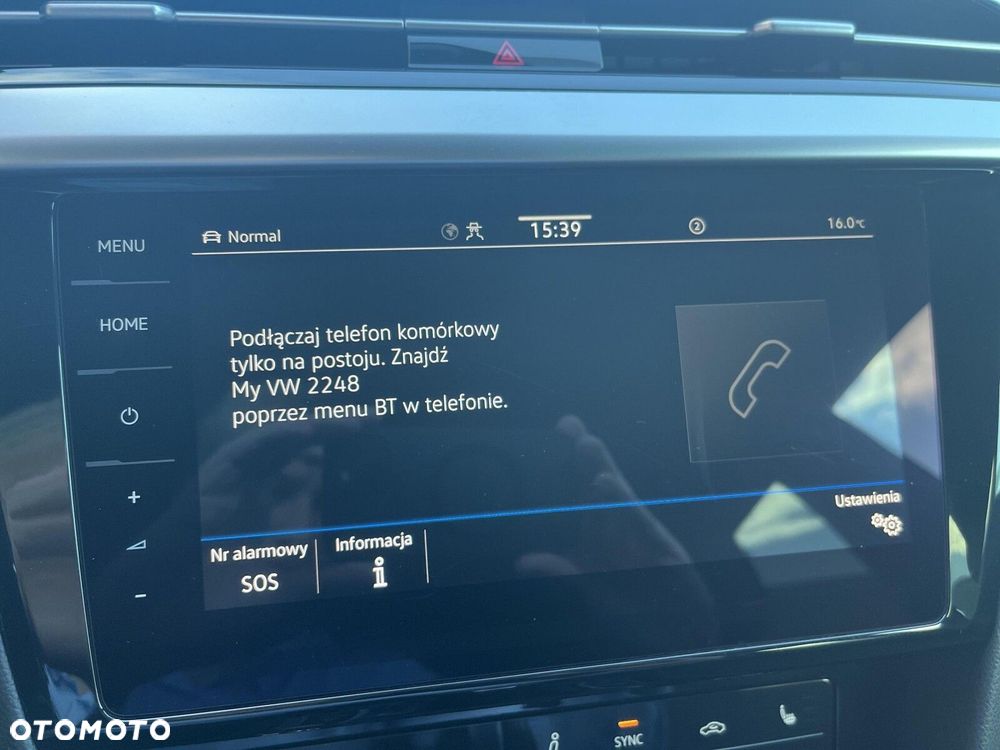 MENU
HOME
Normal
15:39
2
16.0°C
Podłączaj telefon komórkowy
tylko na postoju. Znajdź
My VW 2248
poprzez menu BT w telefonie.
Ustawienia
Nr alarmowy
SOS
Informacja
i
+
-
i
SYNC
OTOMOTO